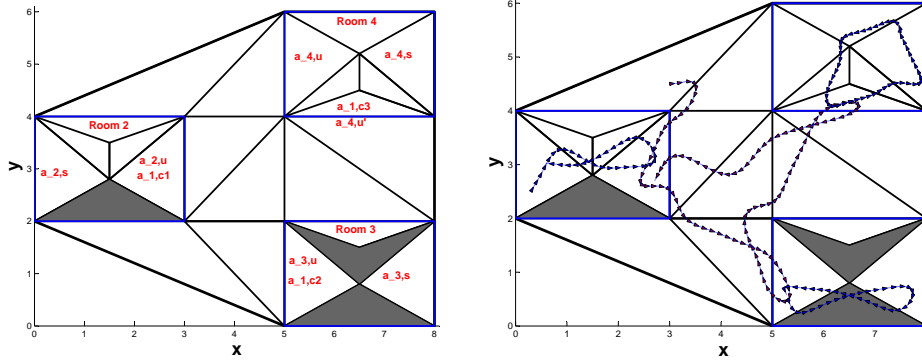 6
5
4
3
2
1
0
y
0 1 2 3 4 5 6 7 8
x
Room 4
a_4,u
a_4,s
a_1,c3
a_4,u'
Room 2
a_2,s
a_2,u
a_1,c1
Room 3
a_3,u
a_1,c2
a_3,s
6
5
4
3
2
1
0
y
0 1 2 3 4 5 6 7
x